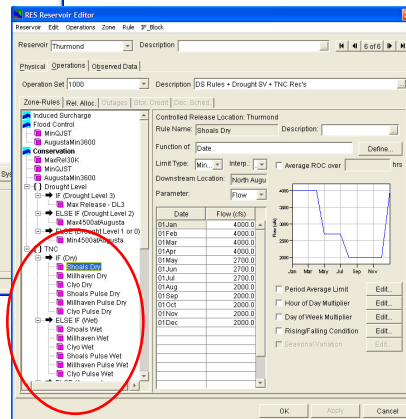 RES Reservoir Editor
Reservoir Edit Operations Zone Rule IF_Block
Reservoir Thurmond Description 6 of 6
Physical Operations Observed Data
Operation Set 1000 Description DS Rules + Drought SV + TNC Rec's
Zone-Rules Rel. Alloc. Outages Stor. Credit Dec. Sched.
Induced Surcharge
Flood Control
MinQJST
AugustaMin3600
Conservation
MaxRel30K
MinQJST
AugustaMin3600
{ } Drought Level
IF (Drought Level 3)
Max Release - DL3
ELSE IF (Drought Level 2)
Max4500atAugusta
ELSE (Drought Level 1 or 0)
Min4500atAugusta
{ } TNC
IF (Dry)
Shoals Dry
Millhaven Dry
Clyo Dry
Shoals Pulse Dry
Millhaven Pulse Dry
Clyo Pulse Dry
ELSE IF (Wet)
Shoals Wet
Millhaven Wet
Clyo Wet
Shoals Pulse Wet
Millhaven Pulse Wet
Clyo Pulse Wet
Controlled Release Location: Thurmond
Rule Name: Shoals Dry Description:
Function of: Date Define...
Limit Type: Min... Interp.: Average ROC over hrs
Downstream Location: North Augu
Parameter: Flow
Date Flow (cfs)
01Jan 4000.0
01Feb 4000.0
01Mar 4000.0
01Apr 4000.0
01May 2700.0
01Jun 2700.0
01Jul 2700.0
01Aug 2000.0
01Sep 2000.0
01Oct 2000.0
01Nov 2000.0
01Dec 2000.0
Flow (cfs)
4000
3500
3000
2500
2000
Jan Mar May Jul Sep Nov
Period Average Limit Edit...
Hour of Day Multiplier Edit...
Day of Week Multiplier Edit...
Rising/Falling Condition Edit...
Seasonal Variation Edit...
OK Apply Cancel
Sys